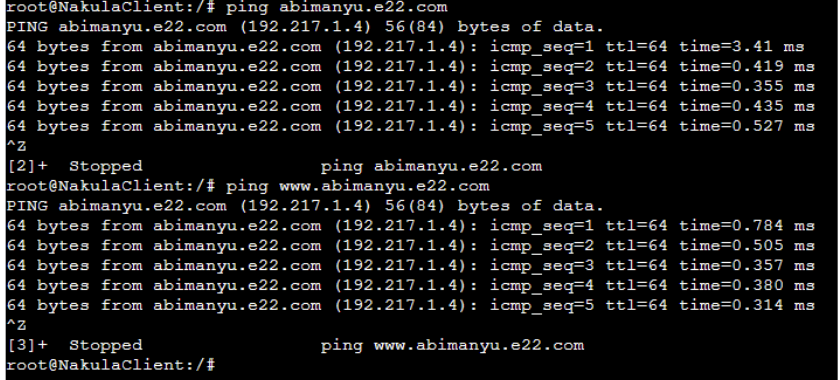 root@NakulaClient:/# ping abimanyu.e22.com
PING abimanyu.e22.com (192.217.1.4) 56(84) bytes of data.
64 bytes from abimanyu.e22.com (192.217.1.4): icmp_seq=1 ttl=64 time=3.41 ms
64 bytes from abimanyu.e22.com (192.217.1.4): icmp_seq=2 ttl=64 time=0.419 ms
64 bytes from abimanyu.e22.com (192.217.1.4): icmp_seq=3 ttl=64 time=0.355 ms
64 bytes from abimanyu.e22.com (192.217.1.4): icmp_seq=4 ttl=64 time=0.435 ms
64 bytes from abimanyu.e22.com (192.217.1.4): icmp_seq=5 ttl=64 time=0.527 ms
^Z
[2]+  Stopped                 ping abimanyu.e22.com
root@NakulaClient:/# ping www.abimanyu.e22.com
PING abimanyu.e22.com (192.217.1.4) 56(84) bytes of data.
64 bytes from abimanyu.e22.com (192.217.1.4): icmp_seq=1 ttl=64 time=0.784 ms
64 bytes from abimanyu.e22.com (192.217.1.4): icmp_seq=2 ttl=64 time=0.505 ms
64 bytes from abimanyu.e22.com (192.217.1.4): icmp_seq=3 ttl=64 time=0.357 ms
64 bytes from abimanyu.e22.com (192.217.1.4): icmp_seq=4 ttl=64 time=0.380 ms
64 bytes from abimanyu.e22.com (192.217.1.4): icmp_seq=5 ttl=64 time=0.314 ms
^Z
[3]+  Stopped                 ping www.abimanyu.e22.com
root@NakulaClient:/#